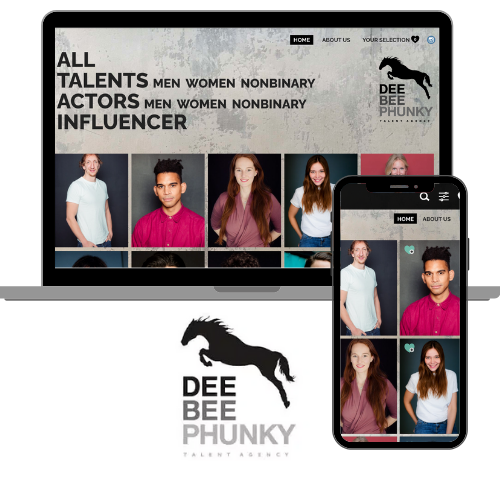 HOME ABOUT US YOUR SELECTION
ALL
TALENTS MEN WOMEN NONBINARY
ACTORS MEN WOMEN NONBINARY
INFLUENCER
DEE
BEE
PHUNKY
TALENT AGENCY
HOME ABOUT US
DEE
BEE
PHUNKY
TALENT AGENCY